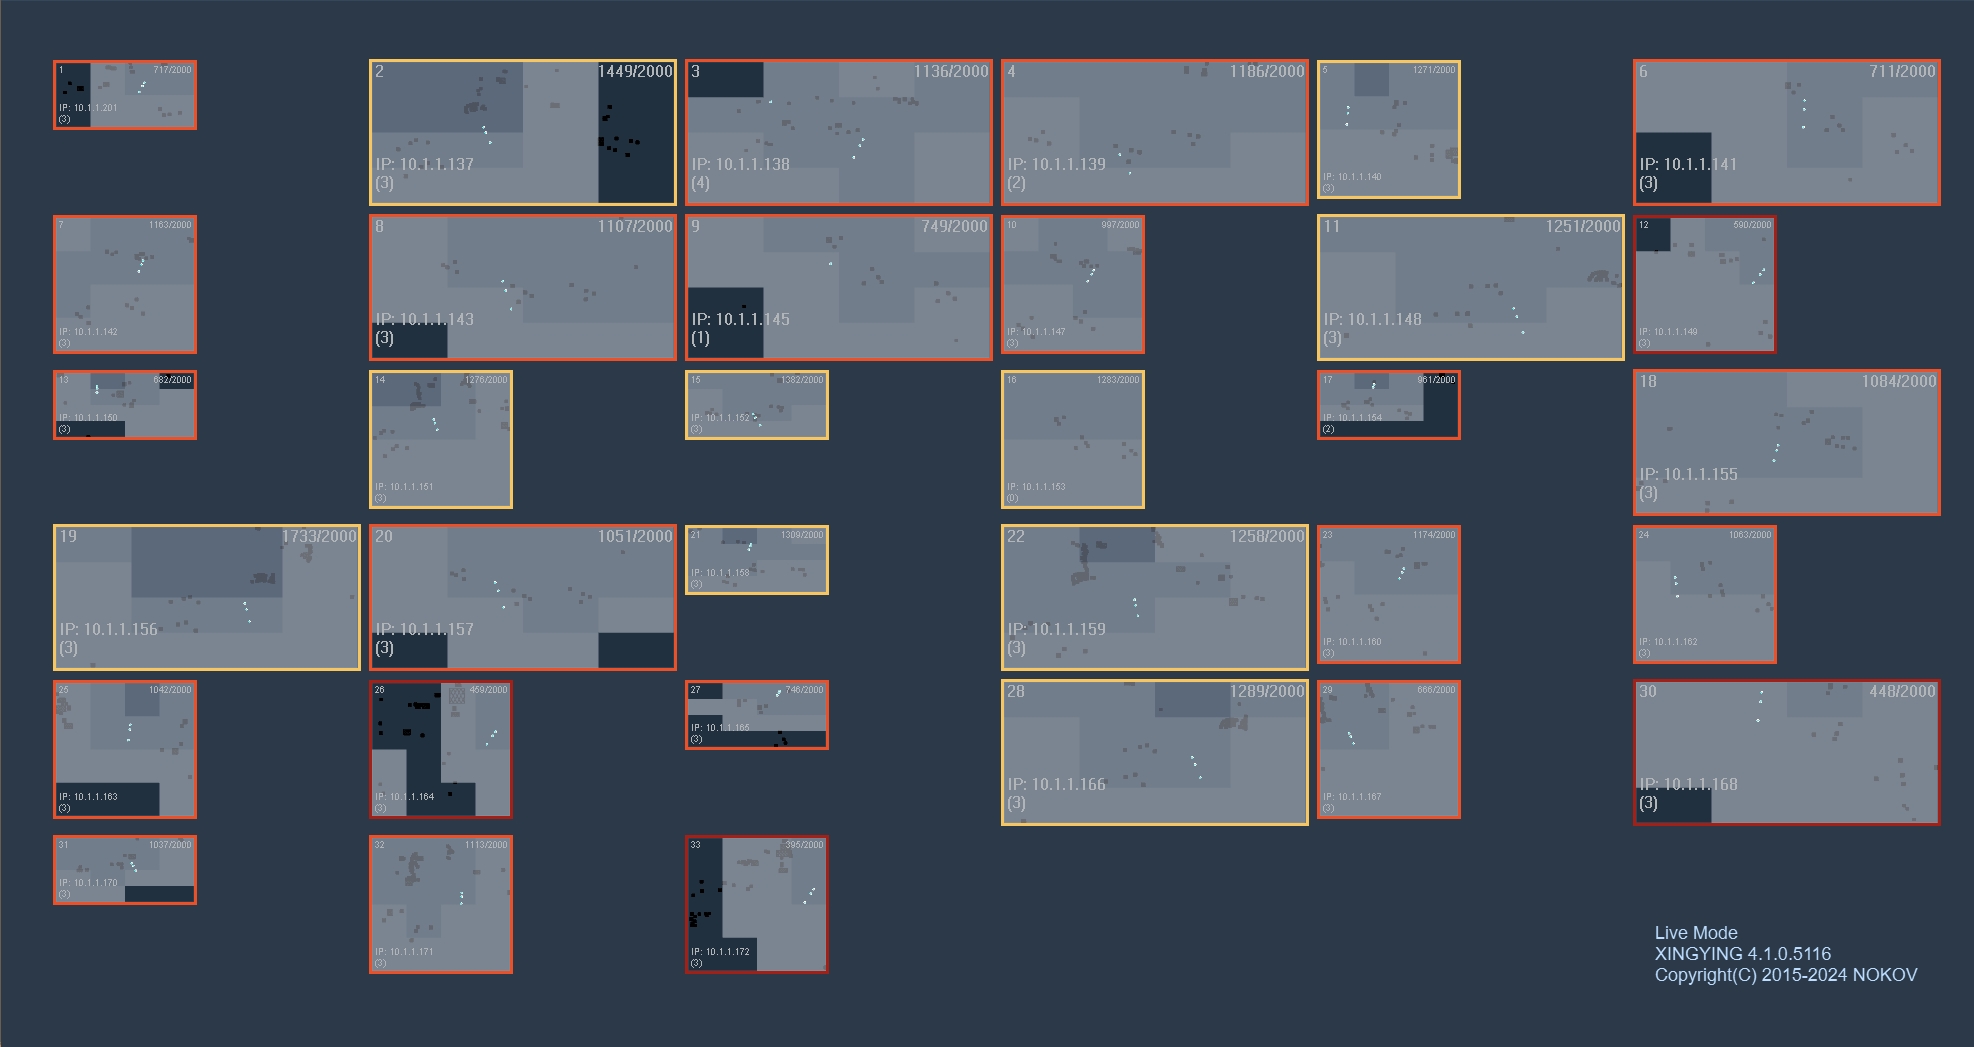 1 717/2000
IP: 10.1.1.201
(3)
2 1449/2000
IP: 10.1.1.137
(3)
3 1136/2000
IP: 10.1.1.138
(4)
4 1186/2000
IP: 10.1.1.139
(2)
5 1271/2000
IP: 10.1.1.140
(3)
6 711/2000
IP: 10.1.1.141
(3)
7 1163/2000
IP: 10.1.1.142
(3)
8 1107/2000
IP: 10.1.1.143
(3)
9 749/2000
IP: 10.1.1.145
(1)
10 997/2000
IP: 10.1.1.147
(3)
11 1251/2000
IP: 10.1.1.148
(3)
12 590/2000
IP: 10.1.1.149
(3)
13 682/2000
IP: 10.1.1.150
(3)
14 1276/2000
IP: 10.1.1.151
(3)
15 1382/2000
IP: 10.1.1.152
(3)
16 1283/2000
IP: 10.1.1.153
(0)
17 961/2000
IP: 10.1.1.154
(2)
18 1084/2000
IP: 10.1.1.155
(3)
19 1733/2000
IP: 10.1.1.156
(3)
20 1051/2000
IP: 10.1.1.157
(3)
21 1309/2000
IP: 10.1.1.158
(3)
22 1258/2000
IP: 10.1.1.159
(3)
23 1174/2000
IP: 10.1.1.160
(3)
24 1063/2000
IP: 10.1.1.162
(3)
25 1042/2000
IP: 10.1.1.163
(3)
26 459/2000
IP: 10.1.1.164
(3)
27 746/2000
IP: 10.1.1.165
(3)
28 1289/2000
IP: 10.1.1.166
(3)
29 666/2000
IP: 10.1.1.167
(3)
30 448/2000
IP: 10.1.1.168
(3)
31 1037/2000
IP: 10.1.1.170
(3)
32 1113/2000
IP: 10.1.1.171
(3)
33 395/2000
IP: 10.1.1.172
(3)
Live Mode
XINGYING 4.1.0.5116
Copyright(C) 2015-2024 NOKOV